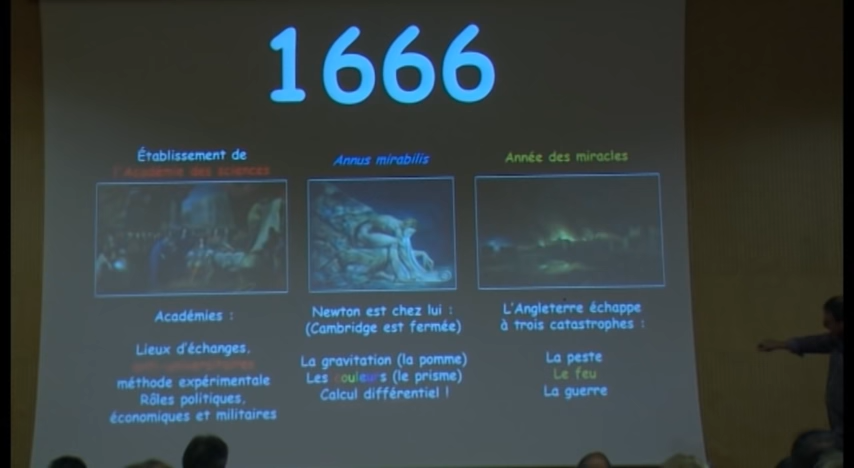 1666
Établissement de
l'Académie des sciences
Académies :
Lieux d'échanges,
méthode expérimentale
Rôles politiques,
économiques et militaires
Annus mirabilis
Newton est chez lui :
(Cambridge est fermée)
La gravitation (la pomme)
Les couleurs (le prisme)
Calcul différentiel !
Année des miracles
L'Angleterre échappe
à trois catastrophes :
La peste
Le feu
La guerre